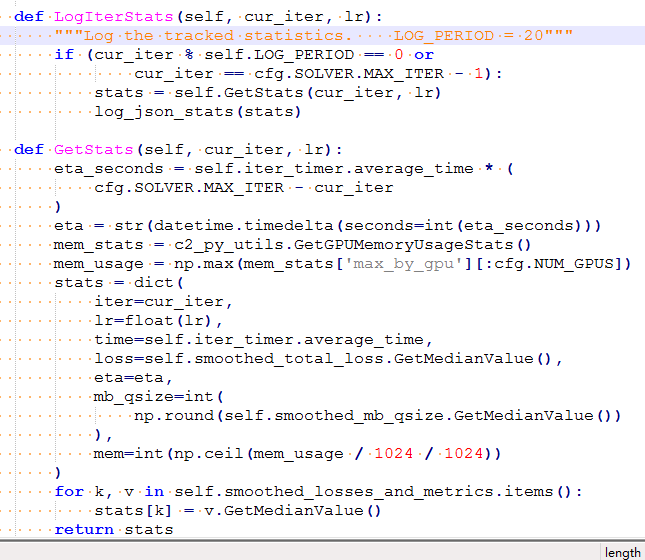 def LogIterStats(self, cur_iter, lr):
    """Log the tracked statistics.    LOG_PERIOD = 20"""
    if (cur_iter % self.LOG_PERIOD == 0 or
            cur_iter == cfg.SOLVER.MAX_ITER - 1):
        stats = self.GetStats(cur_iter, lr)
        log_json_stats(stats)

def GetStats(self, cur_iter, lr):
    eta_seconds = self.iter_timer.average_time * (
        cfg.SOLVER.MAX_ITER - cur_iter
    )
    eta = str(datetime.timedelta(seconds=int(eta_seconds)))
    mem_stats = c2_py_utils.GetGPUMemoryUsageStats()
    mem_usage = np.max(mem_stats['max_by_gpu'][:cfg.NUM_GPUS])
    stats = dict(
        iter=cur_iter,
        lr=float(lr),
        time=self.iter_timer.average_time,
        loss=self.smoothed_total_loss.GetMedianValue(),
        eta=eta,
        mb_qsize=int(
            np.round(self.smoothed_mb_qsize.GetMedianValue())
        ),
        mem=int(np.ceil(mem_usage / 1024 / 1024))
    )
    for k, v in self.smoothed_losses_and_metrics.items():
        stats[k] = v.GetMedianValue()
    return stats
length